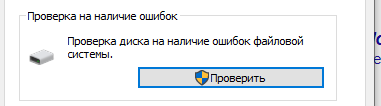 Проверка на наличие ошибок
Проверка диска на наличие ошибок файловой
системы.
Проверить